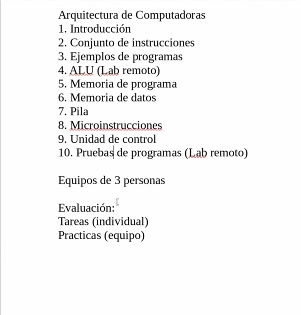 Arquitectura de Computadoras
1. Introducción
2. Conjunto de instrucciones
3. Ejemplos de programas
4. ALU (Lab remoto)
5. Memoria de programa
6. Memoria de datos
7. Pila
8. Microinstrucciones
9. Unidad de control
10. Pruebas de programas (Lab remoto)
Equipos de 3 personas
Evaluación:
Tareas (individual)
Practicas (equipo)